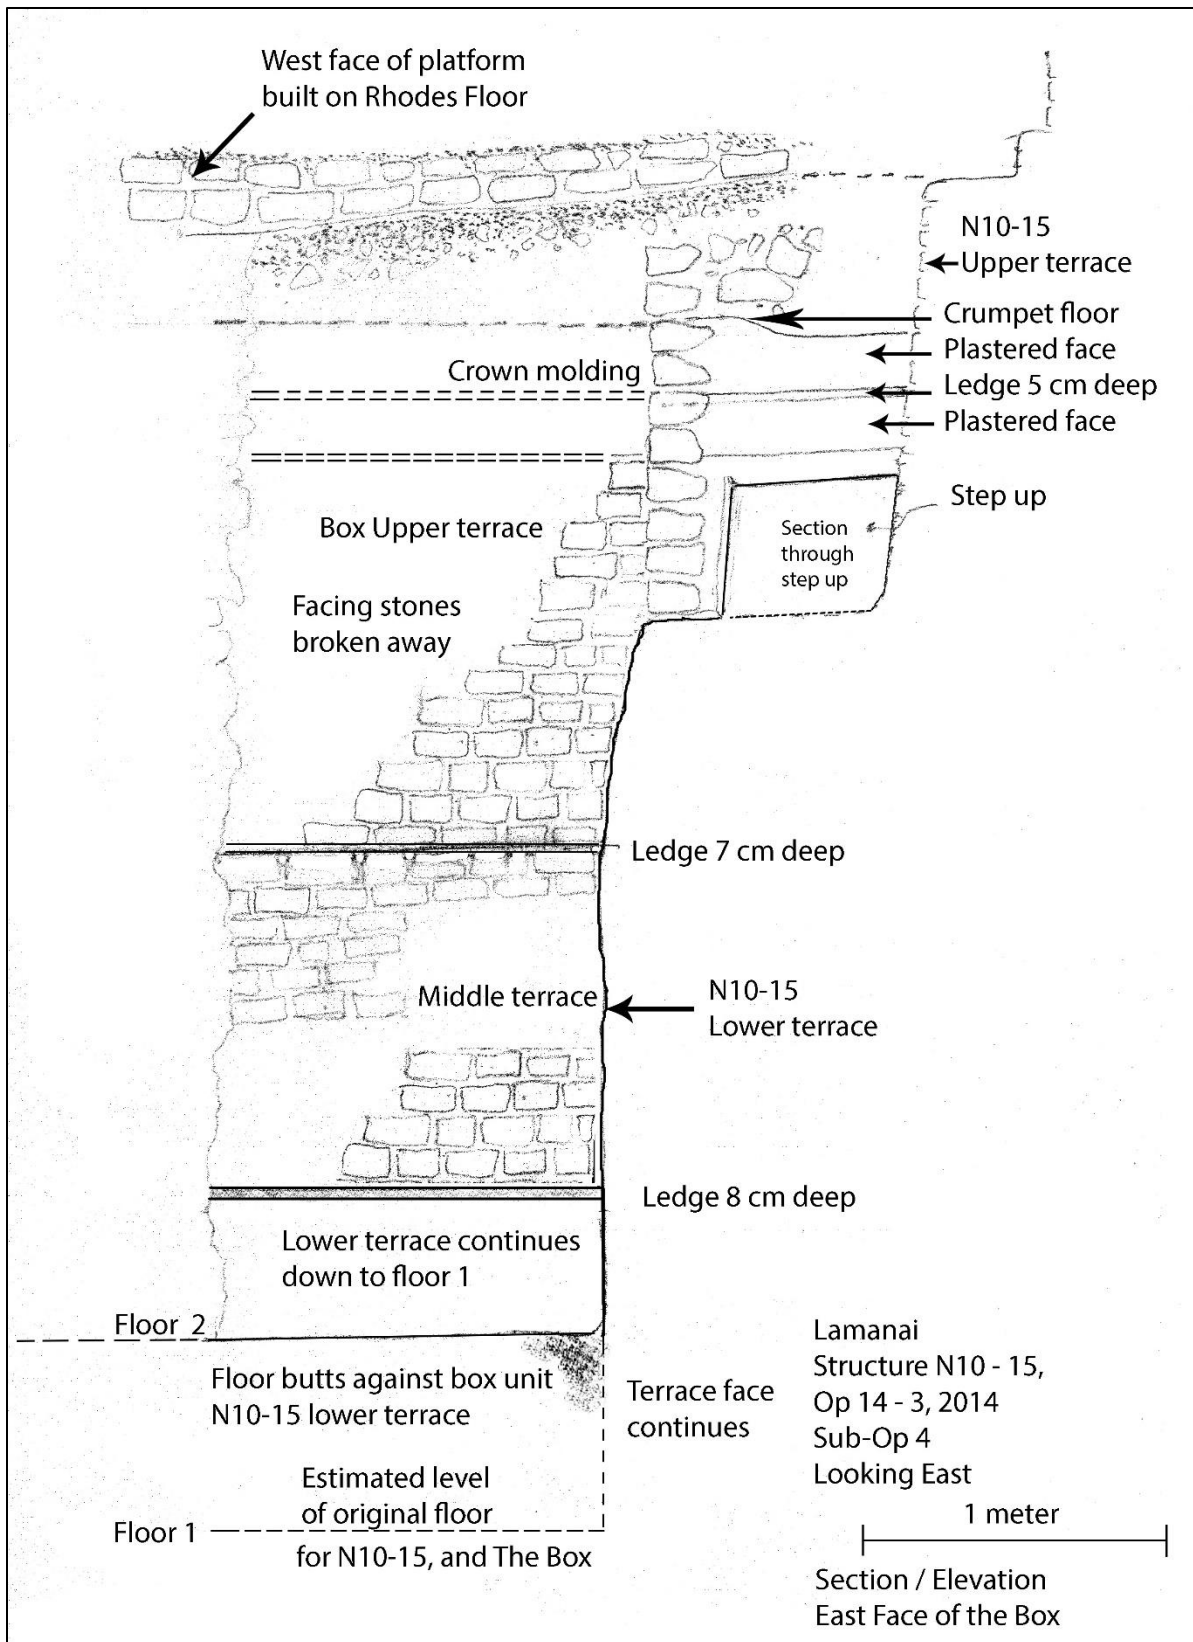 West face of platform
built on Rhodes Floor
N10-15
Upper terrace
Crumpet floor
Plastered face
Crown molding
Ledge 5 cm deep
Plastered face
Step up
Box Upper terrace
Section
through
step up
Facing stones
broken away
Ledge 7 cm deep
Middle terrace
N10-15
Lower terrace
Ledge 8 cm deep
Lower terrace continues
down to floor 1
Floor 2
Floor butts against box unit
N10-15 lower terrace
Terrace face
continues
Lamanai
Structure N10 - 15,
Op 14 - 3, 2014
Sub-Op 4
Looking East
Estimated level
of original floor
Floor 1
for N10-15, and The Box
1 meter
Section / Elevation
East Face of the Box